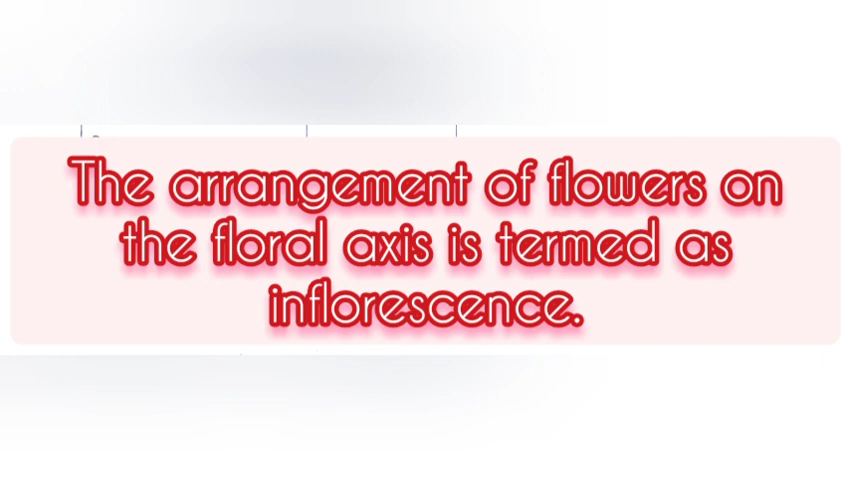 The arrangement of flowers on
the floral axis is termed as
inflorescence.